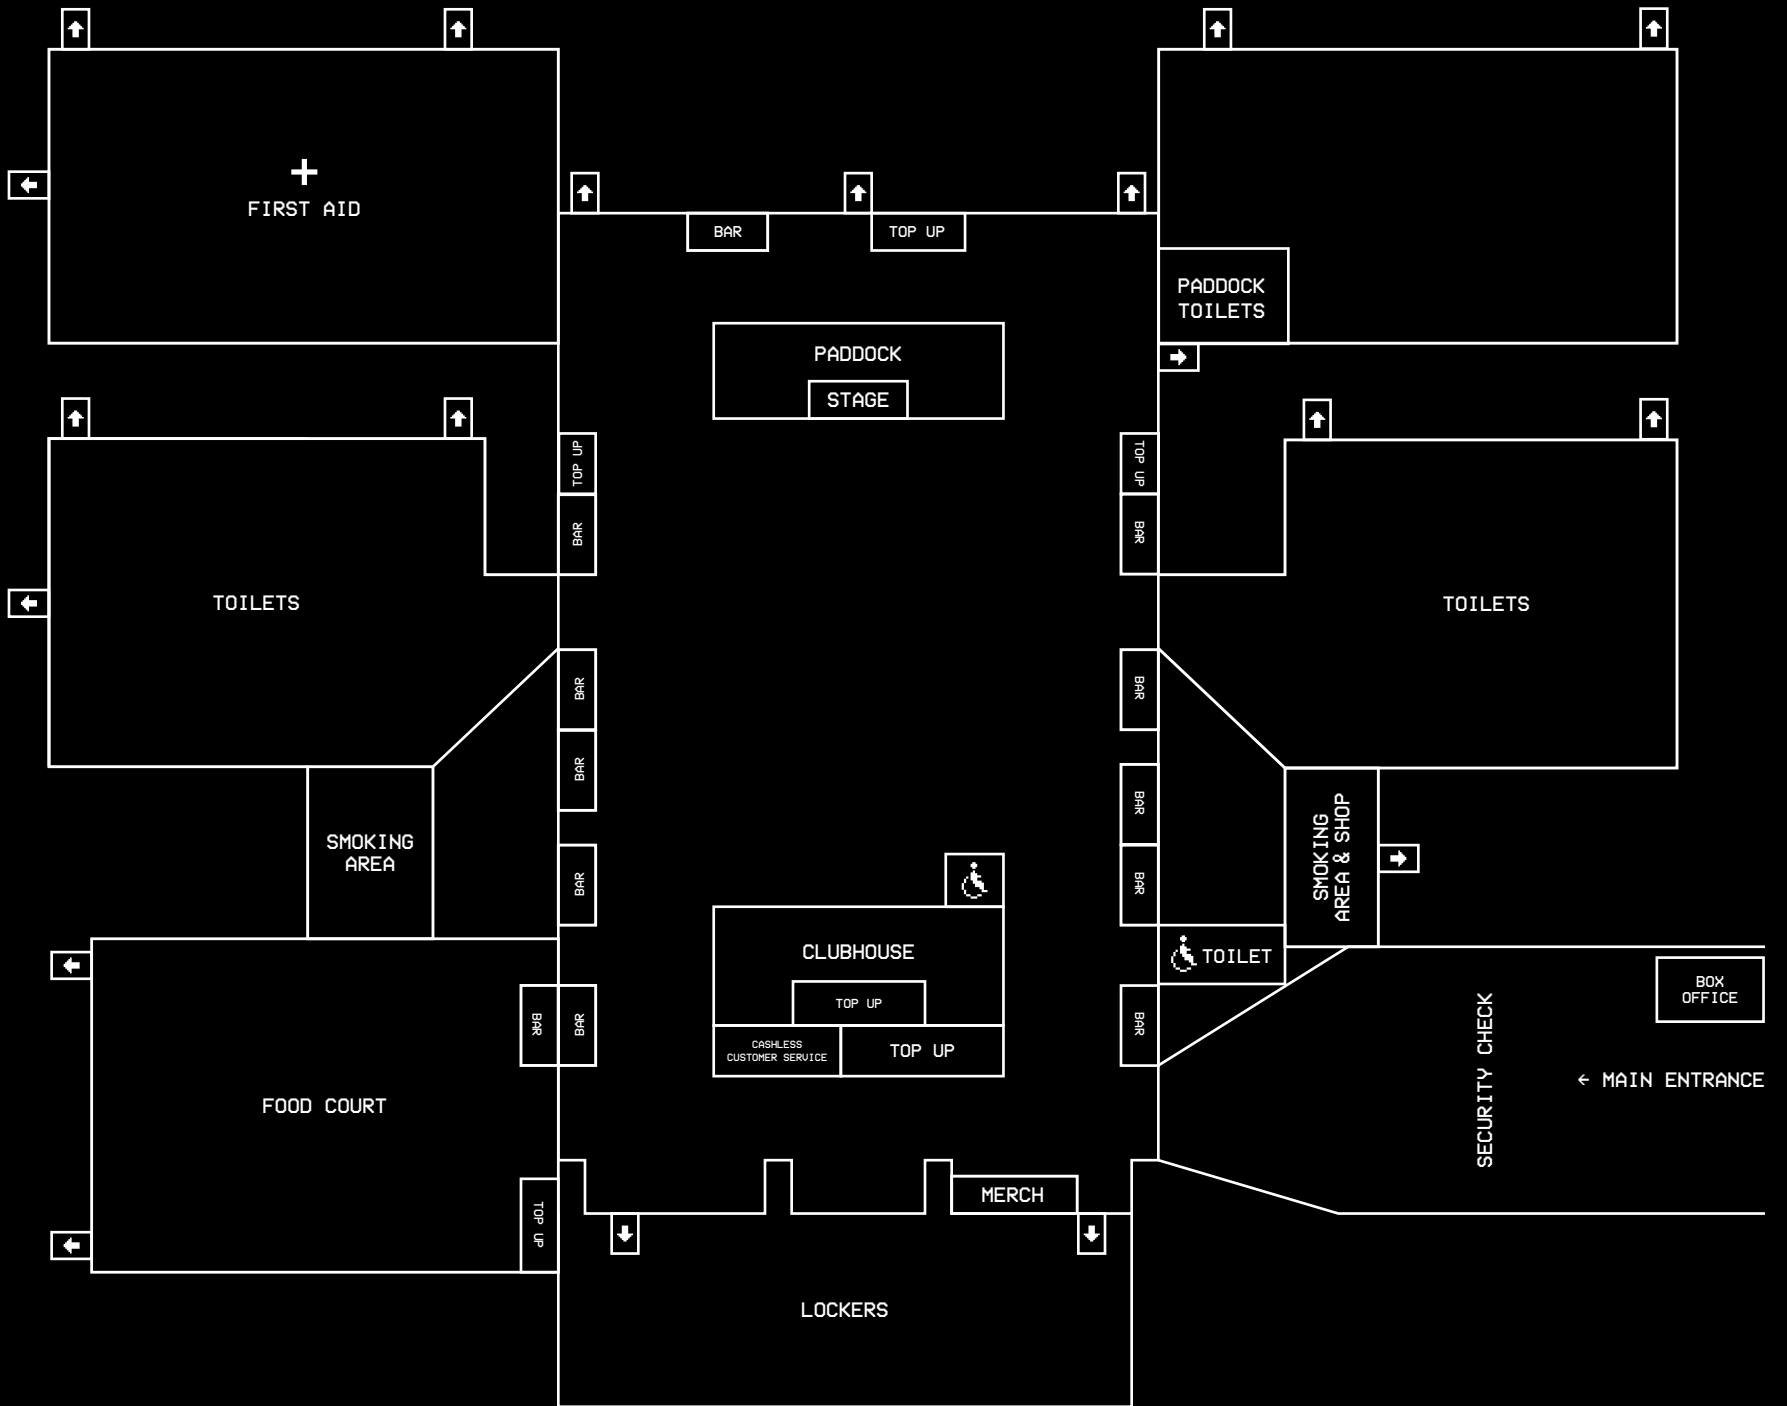 FIRST AID
BAR
TOP UP
PADDOCK
TOILETS
PADDOCK
STAGE
TOP UP
BAR
TOP UP
BAR
TOILETS
TOILETS
BAR
BAR
BAR
BAR
BAR
BAR
SMOKING
AREA
SMOKING
AREA & SHOP
CLUBHOUSE
TOP UP
CASHLESS
CUSTOMER SERVICE
TOP UP
TOILET
BAR
BAR
BAR
BOX
OFFICE
SECURITY CHECK
← MAIN ENTRANCE
FOOD COURT
TOP UP
MERCH
LOCKERS